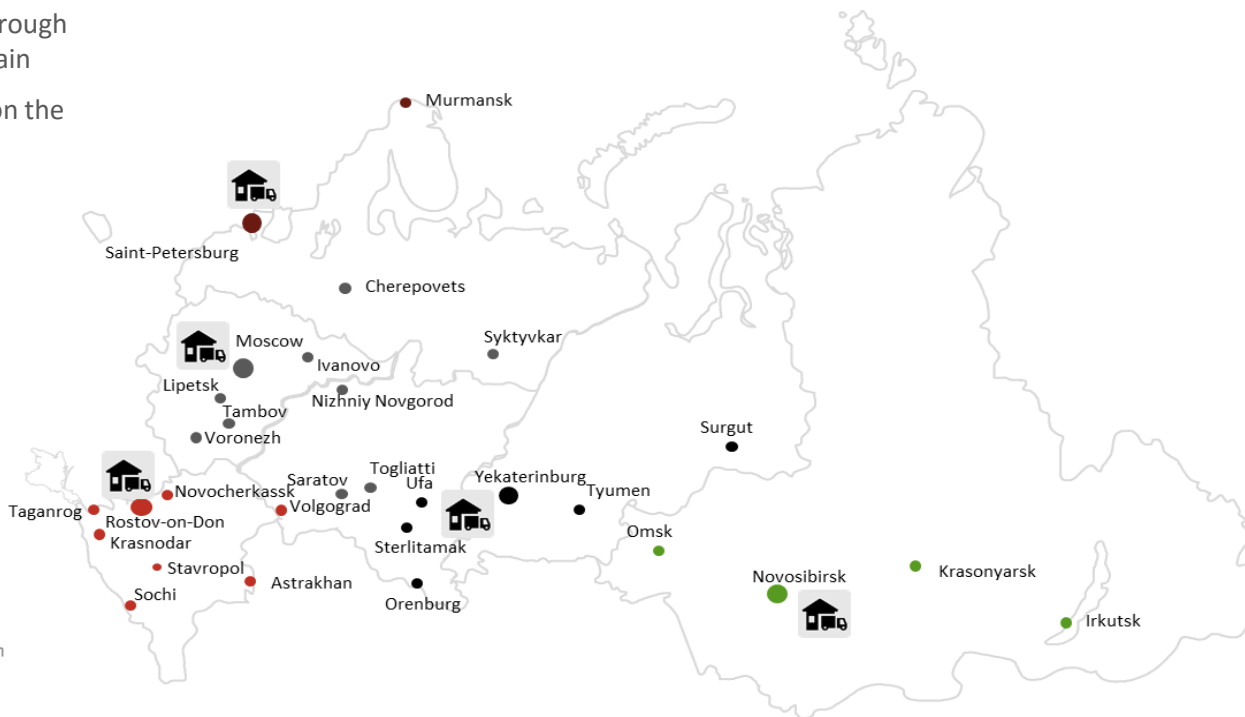 Murmansk
Saint-Petersburg
Cherepovets
Moscow
Syktyvkar
Ivanovo
Lipetsk
Nizhniy Novgorod
Tambov
Voronezh
Surgut
Togliatti
Saratov
Ufa
Yekaterinburg
Novocherkassk
Tyumen
Volgograd
Taganrog
Rostov-on-Don
Omsk
Krasnodar
Sterlitamak
Stavropol
Krasonyarsk
Novosibirsk
Astrakhan
Sochi
Orenburg
Irkutsk
ain
on the